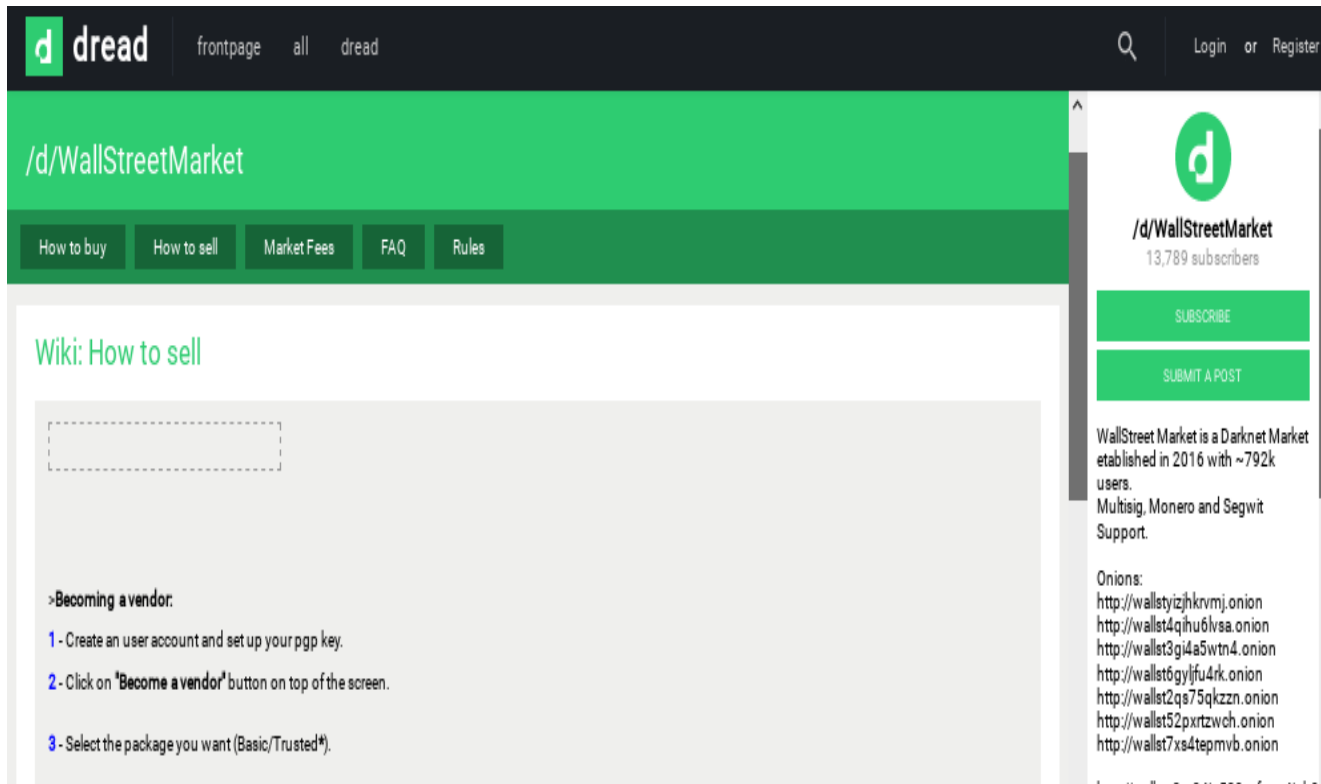 d dread frontpage all dread Login or Register
/d/WallStreetMarket
How to buy How to sell Market Fees FAQ Rules
Wiki: How to sell
>Becoming a vendor:
1 - Create an user account and set up your pgp key.
2 - Click on "Become a vendor" button on top of the screen.
3 - Select the package you want (Basic/Trusted*).
d
/d/WallStreetMarket
13,789 subscribers
SUBSCRIBE
SUBMIT A POST
WallStreet Market is a Darknet Market
etablished in 2016 with ~792k
users.
Multisig, Monero and Segwit
Support.
Onions:
http://wallstyizjhkrvmj.onion
http://wallst4qihu6lvsa.onion
http://wallst3gi4a5wtn4.onion
http://wallst6gyljfu4rk.onion
http://wallst2qs75qkzzn.onion
http://wallst52pxrtzwch.onion
http://wallst7xs4tepmvb.onion